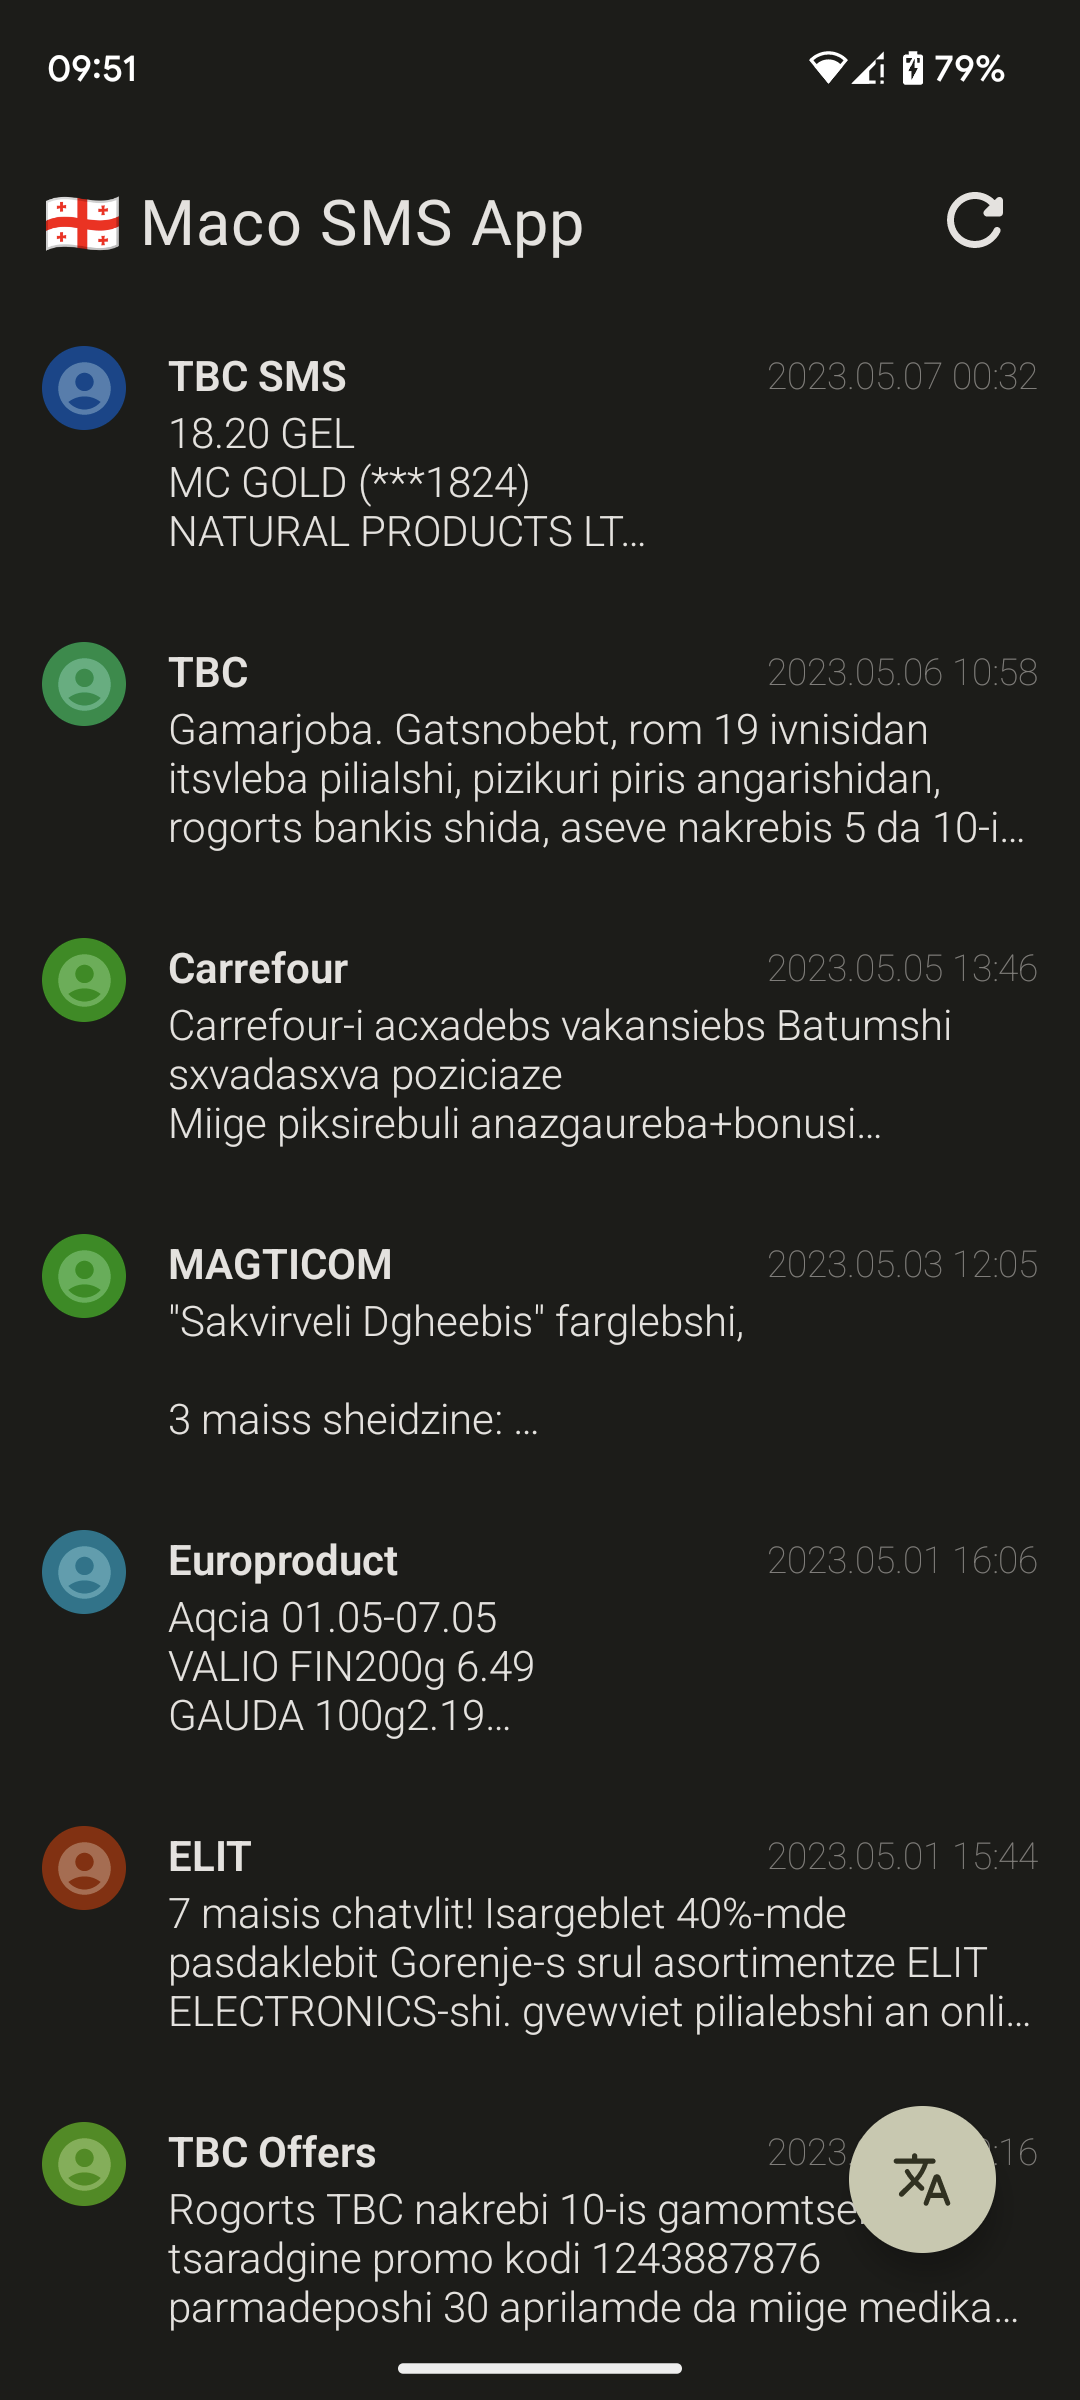 09:51
79%
Maco SMS App
TBC SMS 2023.05.07 00:32
18.20 GEL
MC GOLD (***1824)
NATURAL PRODUCTS LT...
TBC 2023.05.06 10:58
Gamarjoba. Gatsnobebt, rom 19 ivnisidan
itsvleba pilialshi, pizikuri piris angarishidan,
rogorts bankis shida, aseve nakrebis 5 da 10-i...
Carrefour 2023.05.05 13:46
Carrefour-i acxadebs vakansiebs Batumshi
sxvadasxva poziciaze
Miige piksirebuli anazgaureba+bonusi...
MAGTICOM 2023.05.03 12:05
"Sakvirveli Dgheebis" farglebshi,
3 maiss sheidzine: ...
Europroduct 2023.05.01 16:06
Aqcia 01.05-07.05
VALIO FIN200g 6.49
GAUDA 100g2.19...
ELIT 2023.05.01 15:44
7 maisis chatvlit! Isargeblet 40%-mde
pasdaklebit Gorenje-s srul asortimentze ELIT
ELECTRONICS-shi. gvewviet pilialebshi an onli...
TBC Offers 2023. :16
Rogorts TBC nakrebi 10-is
tsaradgine promo kodi 1243887876
parmadeposhi 30 aprilamde da miige medika...